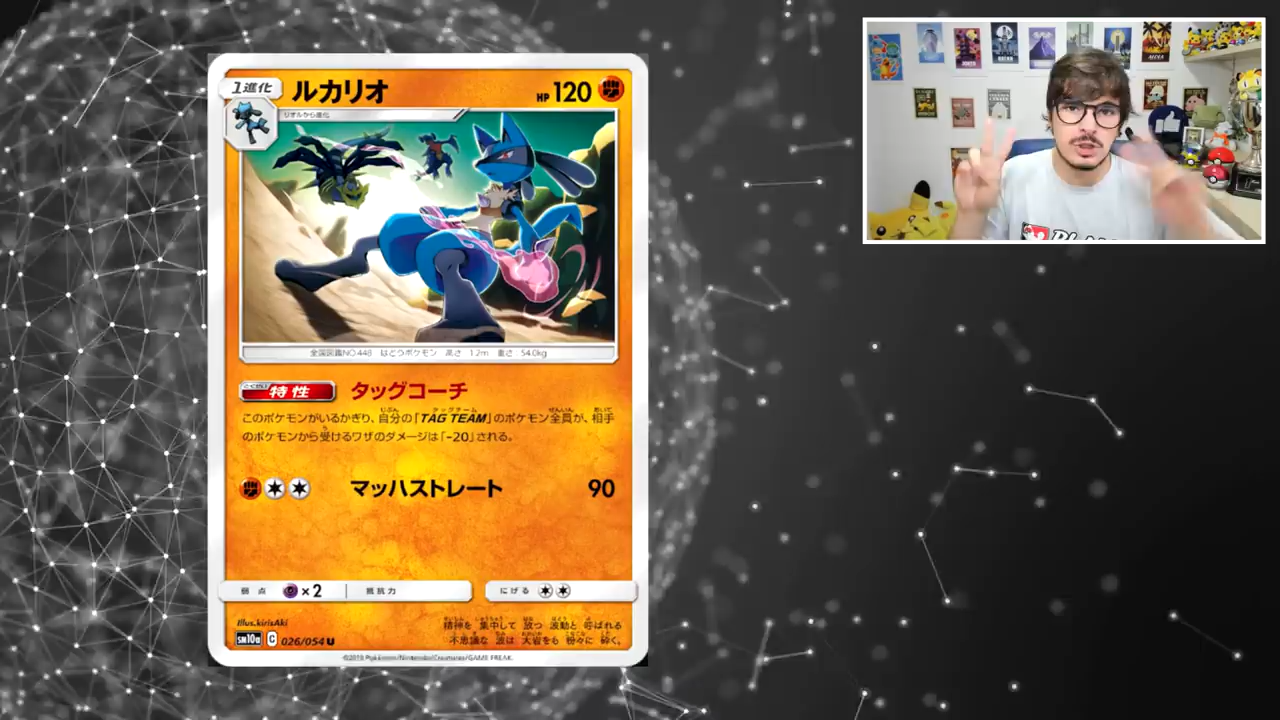 1進化
ルカリオ
HP 120
リオルから進化
全国図鑑NO.448 はどうポケモン 高さ 1.2m 重さ 54.0kg
特性 タッグコーチ
このポケモンがいるかぎり、自分の「TAG TEAM」のポケモン全員が、相手
のポケモンから受けるワザのダメージは「-20」される。
マッハストレート 90
弱点 ×2 抵抗力 にげる
Illus.kirisAki
精神を 集中して 放つ 波動と 呼ばれる
不思議な 波は 大岩をも 粉々に 砕く。
SM10a C 026/054 U
©2019 Pokémon/Nintendo/Creatures/GAME FREAK.